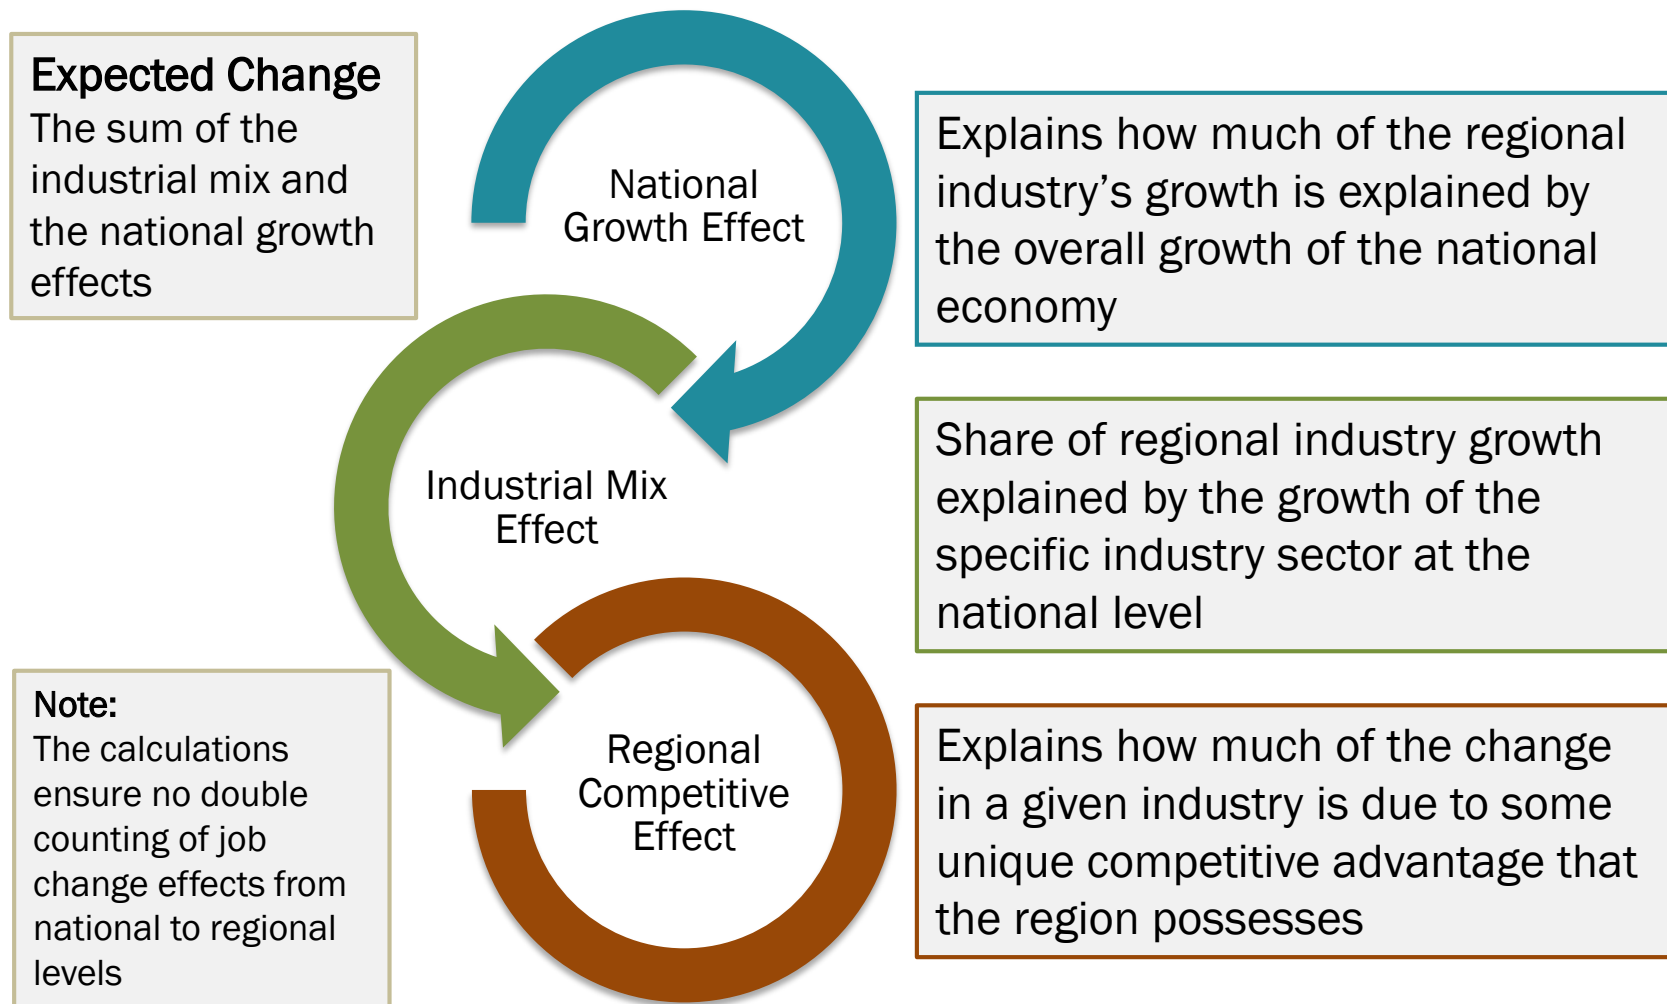 Expected Change
The sum of the
industrial mix and
the national growth
effects
National
Growth Effect
Explains how much of the regional
industry’s growth is explained by
the overall growth of the national
economy
Industrial Mix
Effect
Share of regional industry growth
explained by the growth of the
specific industry sector at the
national level
Note:
The calculations
ensure no double
counting of job
change effects from
national to regional
levels
Regional
Competitive
Effect
Explains how much of the change
in a given industry is due to some
unique competitive advantage that
the region possesses